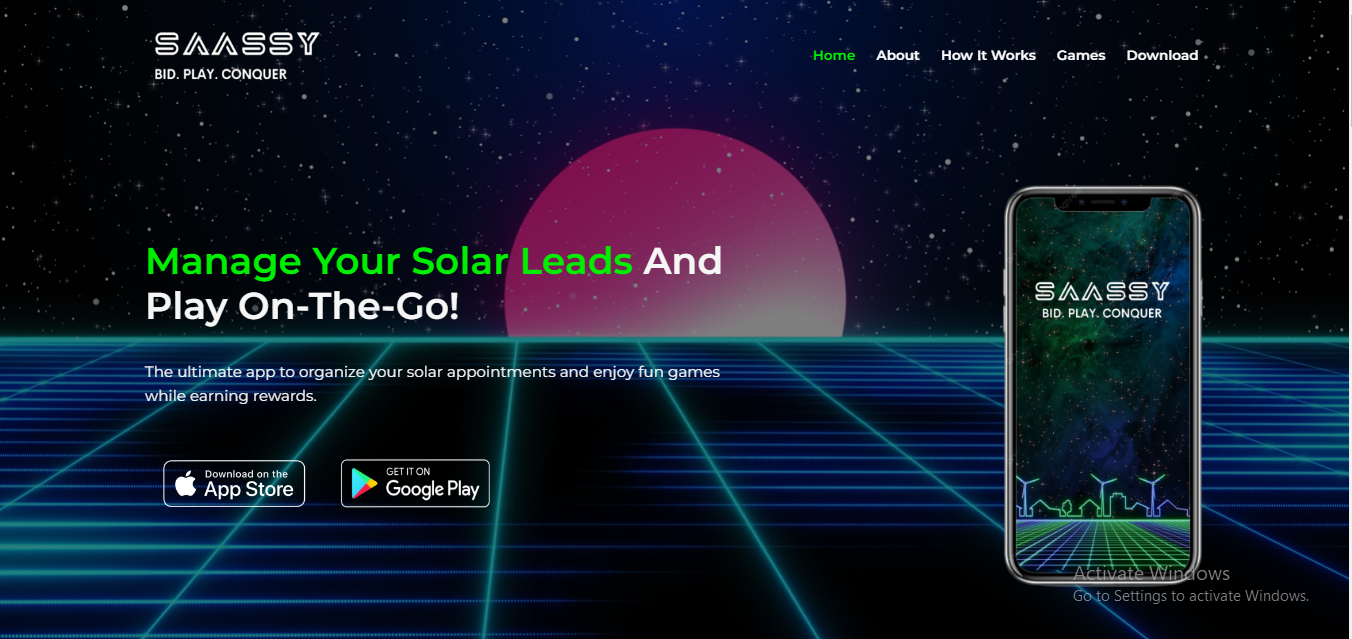 SAASSY
BID. PLAY. CONQUER
Home About How It Works Games Download
Manage Your Solar Leads And
Play On-The-Go!
The ultimate app to organize your solar appointments and enjoy fun games
while earning rewards.
Download on the
App Store
GET IT ON
Google Play
SAASSY
BID. PLAY. CONQUER
Activate Windows
Go to Settings to activate Windows.